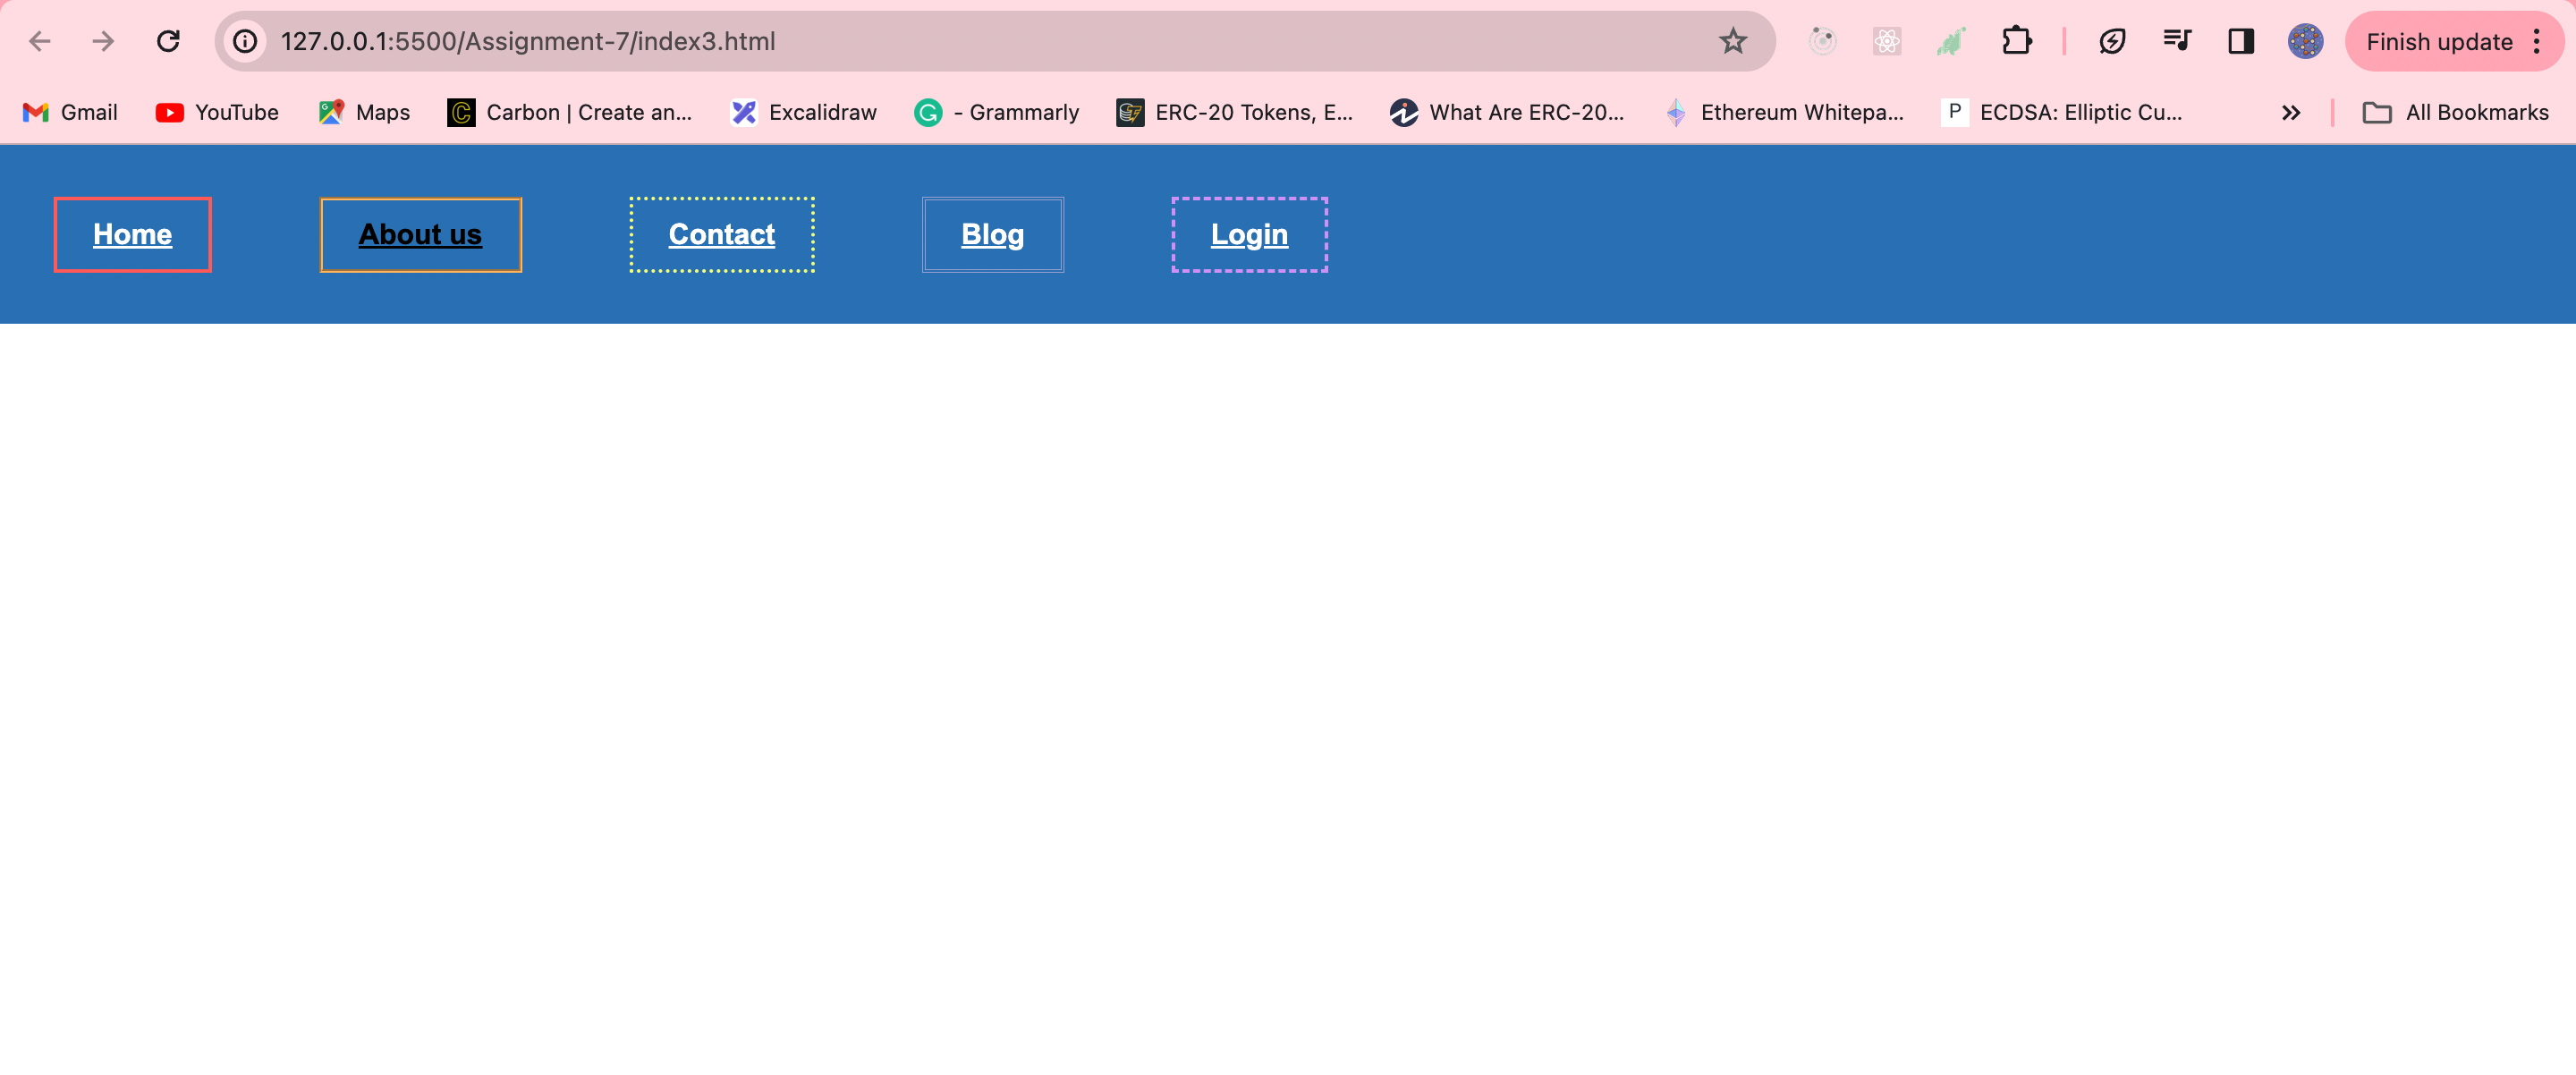 127.0.0.1:5500/Assignment-7/index3.html Finish update
Gmail YouTube Maps Carbon | Create an... Excalidraw - Grammarly ERC-20 Tokens, E... What Are ERC-20... Ethereum Whitepa... P ECDSA: Elliptic Cu... All Bookmarks
Home About us Contact Blog Login